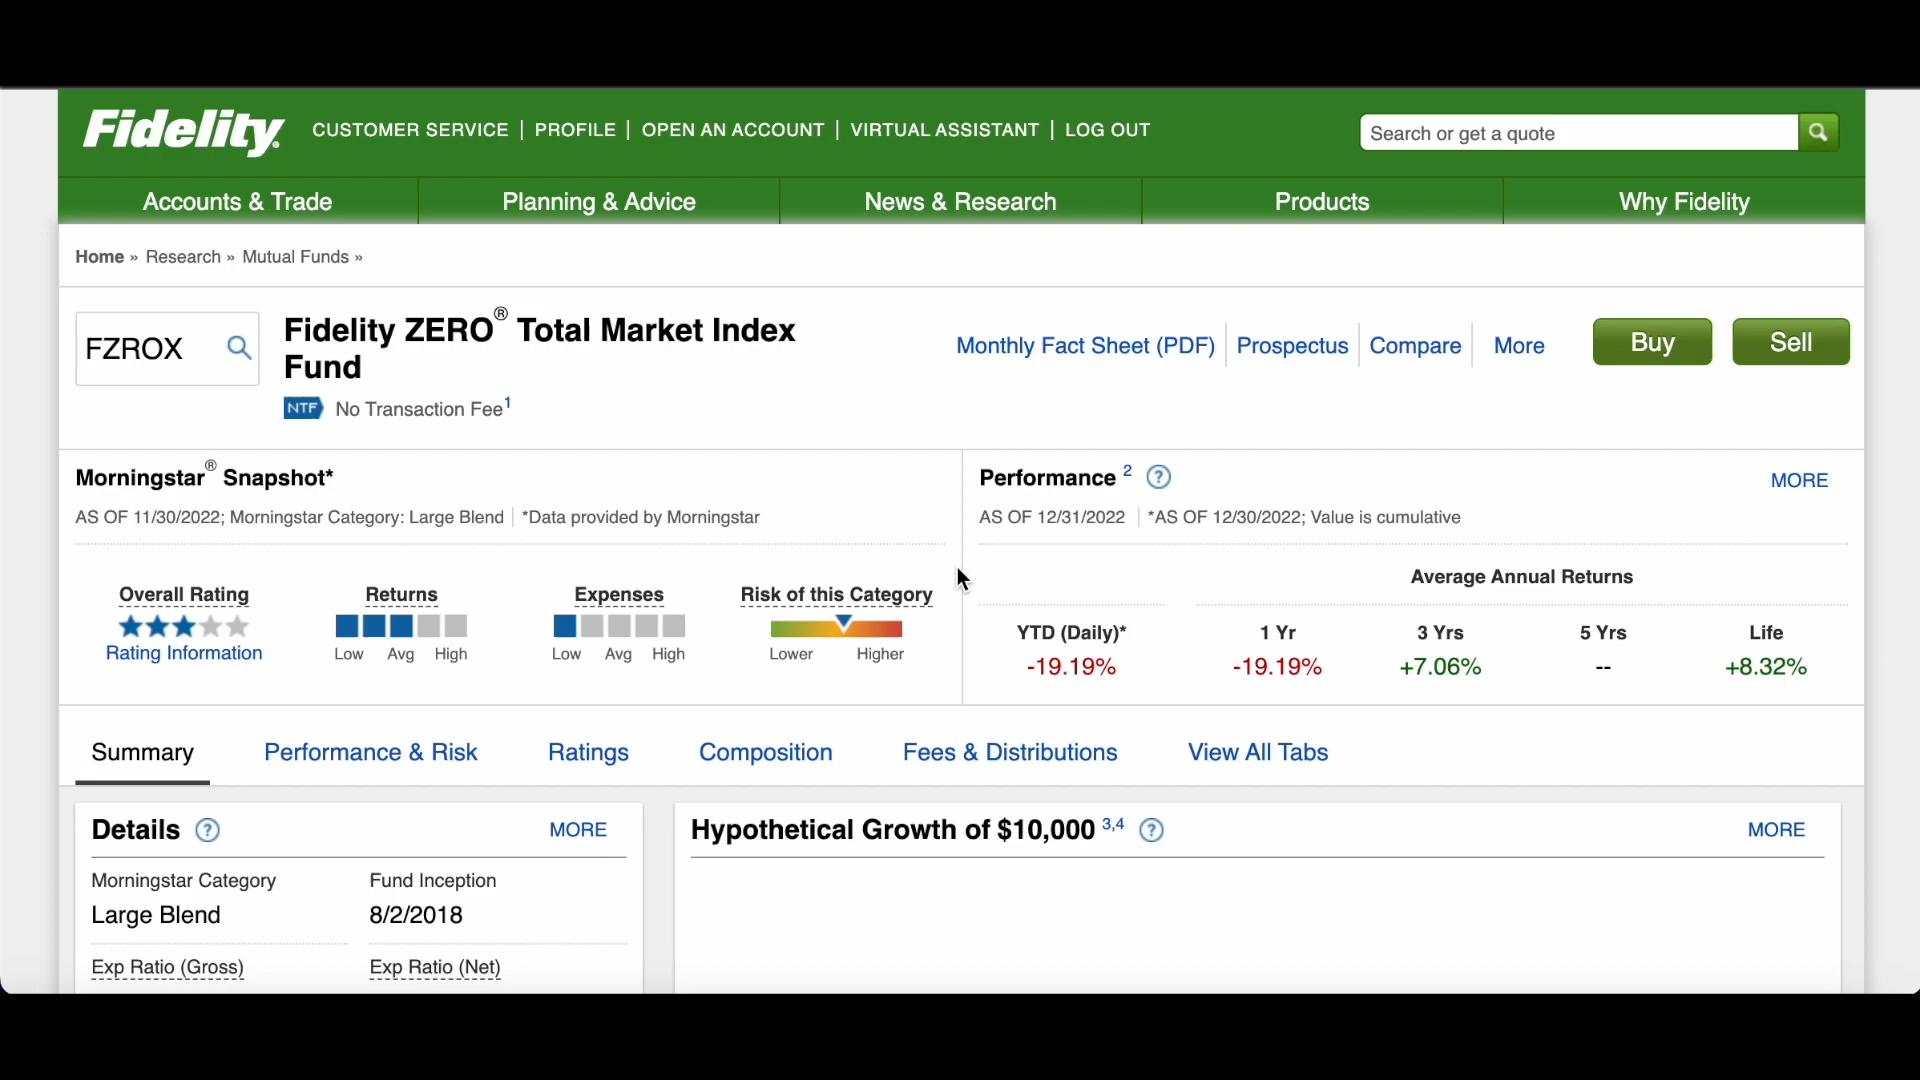 Fidelity
CUSTOMER SERVICE | PROFILE | OPEN AN ACCOUNT | VIRTUAL ASSISTANT | LOG OUT
Search or get a quote
Accounts & Trade Planning & Advice News & Research Products Why Fidelity
Home » Research » Mutual Funds »
FZROX
Fidelity ZERO® Total Market Index
Fund
NTF No Transaction Fee1
Monthly Fact Sheet (PDF) Prospectus Compare More Buy Sell
Morningstar® Snapshot*
AS OF 11/30/2022; Morningstar Category: Large Blend | *Data provided by Morningstar
Overall Rating Returns Expenses Risk of this Category
Rating Information Low Avg High Low Avg High Lower Higher
Performance 2 ? MORE
AS OF 12/31/2022 | *AS OF 12/30/2022; Value is cumulative
Average Annual Returns
YTD (Daily)* 1 Yr 3 Yrs 5 Yrs Life
-19.19% -19.19% +7.06% -- +8.32%
Summary Performance & Risk Ratings Composition Fees & Distributions View All Tabs
Details ? MORE
Morningstar Category Fund Inception
Large Blend 8/2/2018
Exp Ratio (Gross) Exp Ratio (Net)
Hypothetical Growth of $10,000 3,4 ? MORE